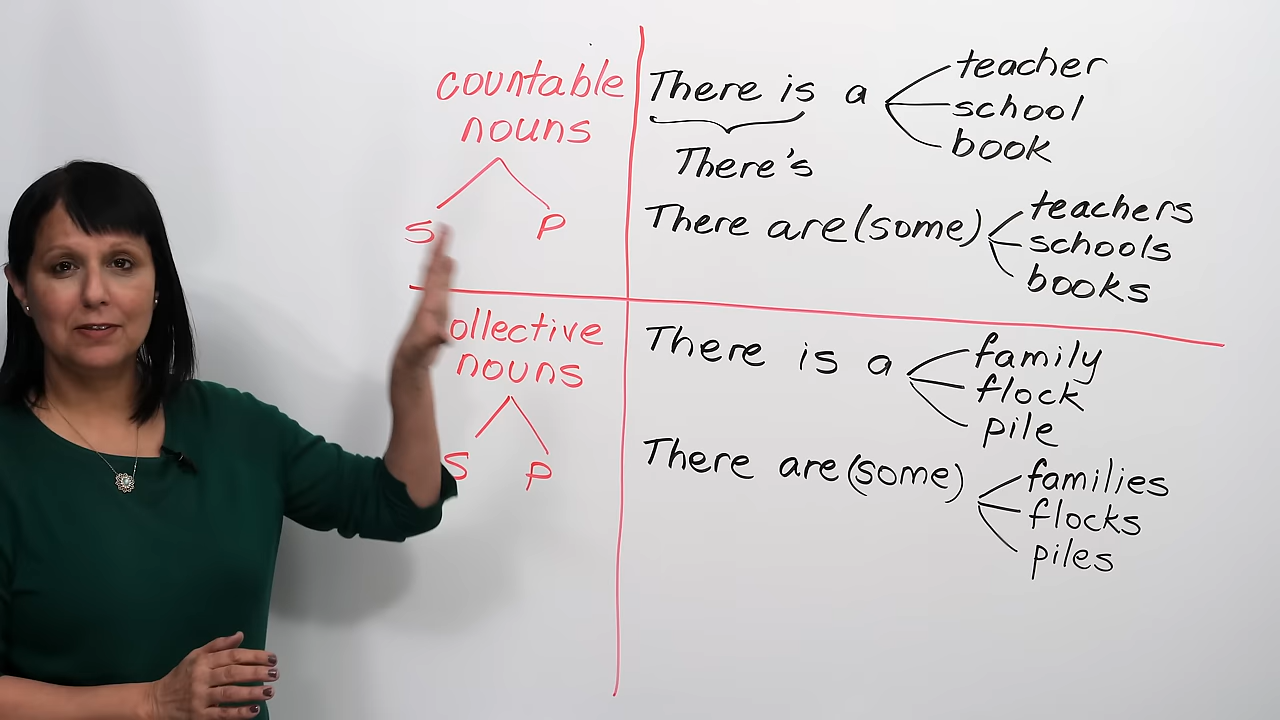 countable
nouns
S P
There is a
teacher
school
book
There's
There are (some)
teachers
schools
books
ollective
nouns
S P
There is a
family
flock
pile
There are (some)
families
flocks
piles